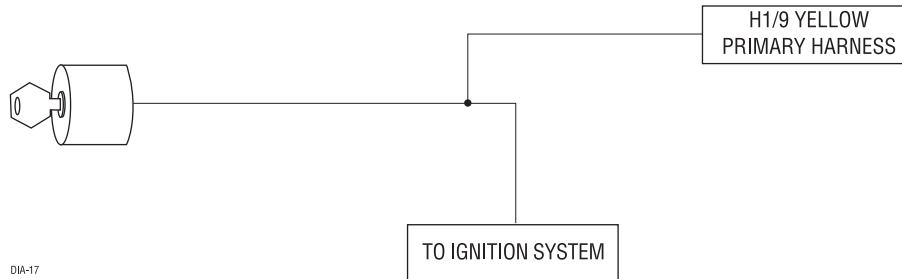 H1/9 YELLOW
PRIMARY HARNESS
TO IGNITION SYSTEM
DIA-17